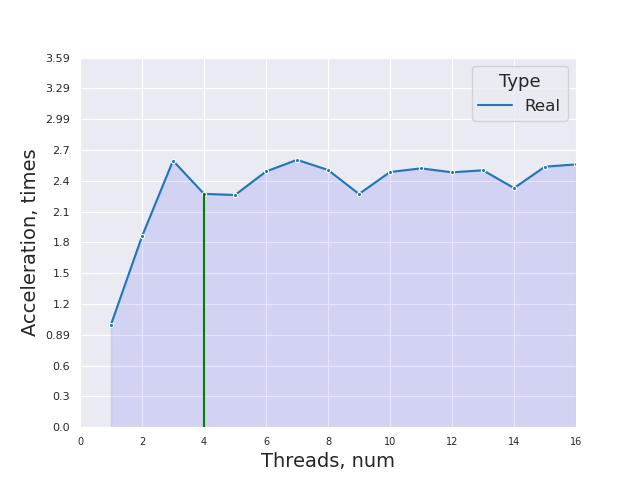 3.59
3.29
2.99
2.7
2.4
2.1
1.8
1.5
1.2
0.89
0.6
0.3
0.0
Acceleration, times
Type
Real
0 2 4 6 8 10 12 14 16
Threads, num